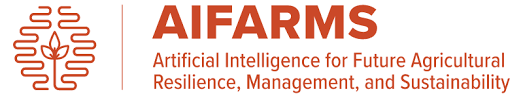 AIFARMS
Artificial Intelligence for Future Agricultural
Resilience, Management, and Sustainability